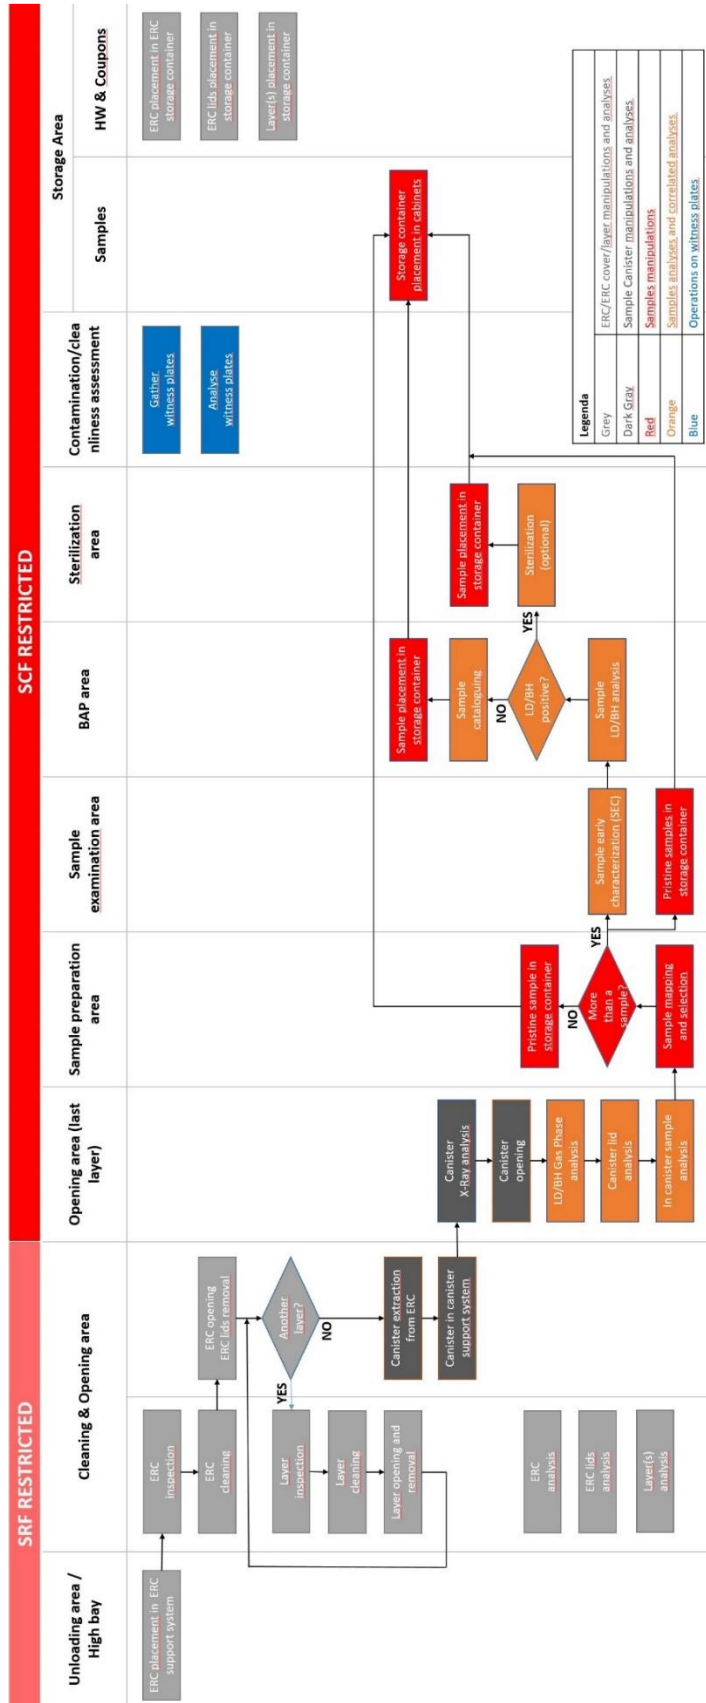 SRF RESTRICTED
SCF RESTRICTED
Unloading area /
High bay
Cleaning & Opening area
Opening area (last
layer)
Sample preparation
area
Sample
examination area
BAP area
Sterilization
area
Contamination/clea
nliness assessment
Storage Area
Samples
HW & Coupons
ERC placement in ERC
support system
ERC
inspection
ERC
cleaning
ERC opening
ERC lids removal
Another
layer?
YES
NO
Layer
inspection
Layer
cleaning
Layer opening and
removal
Canister extraction
from ERC
Canister in canister
support system
ERC
analysis
ERC lids
analysis
Layer(s)
analysis
Canister
X-Ray analysis
Canister
opening
LD/BH Gas Phase
analysis
Canister lid
analysis
In canister sample
analysis
Sample mapping
and selection
More
than a
sample?
NO
YES
Pristine sample in
storage container
Sample early
characterization (SEC)
Pristine samples in
storage container
Sample
LD/BH analysis
LD/BH
positive?
NO
YES
Sample
cataloguing
Sample placement in
storage container
Sterilization
(optional)
Sample placement in
storage container
Gather
witness plates
Analyse
witness plates
Storage container
placement in cabinets
ERC placement in ERC
storage container
ERC lids placement in
storage container
Layer(s) placement in
storage container
Legenda
Grey ERC/ERC cover/layer manipulations and analyses
Dark Gray Sample Canister manipulations and analyses
Red Samples manipulations
Orange Samples analyses and correlated analyses
Blue Operations on witness plates